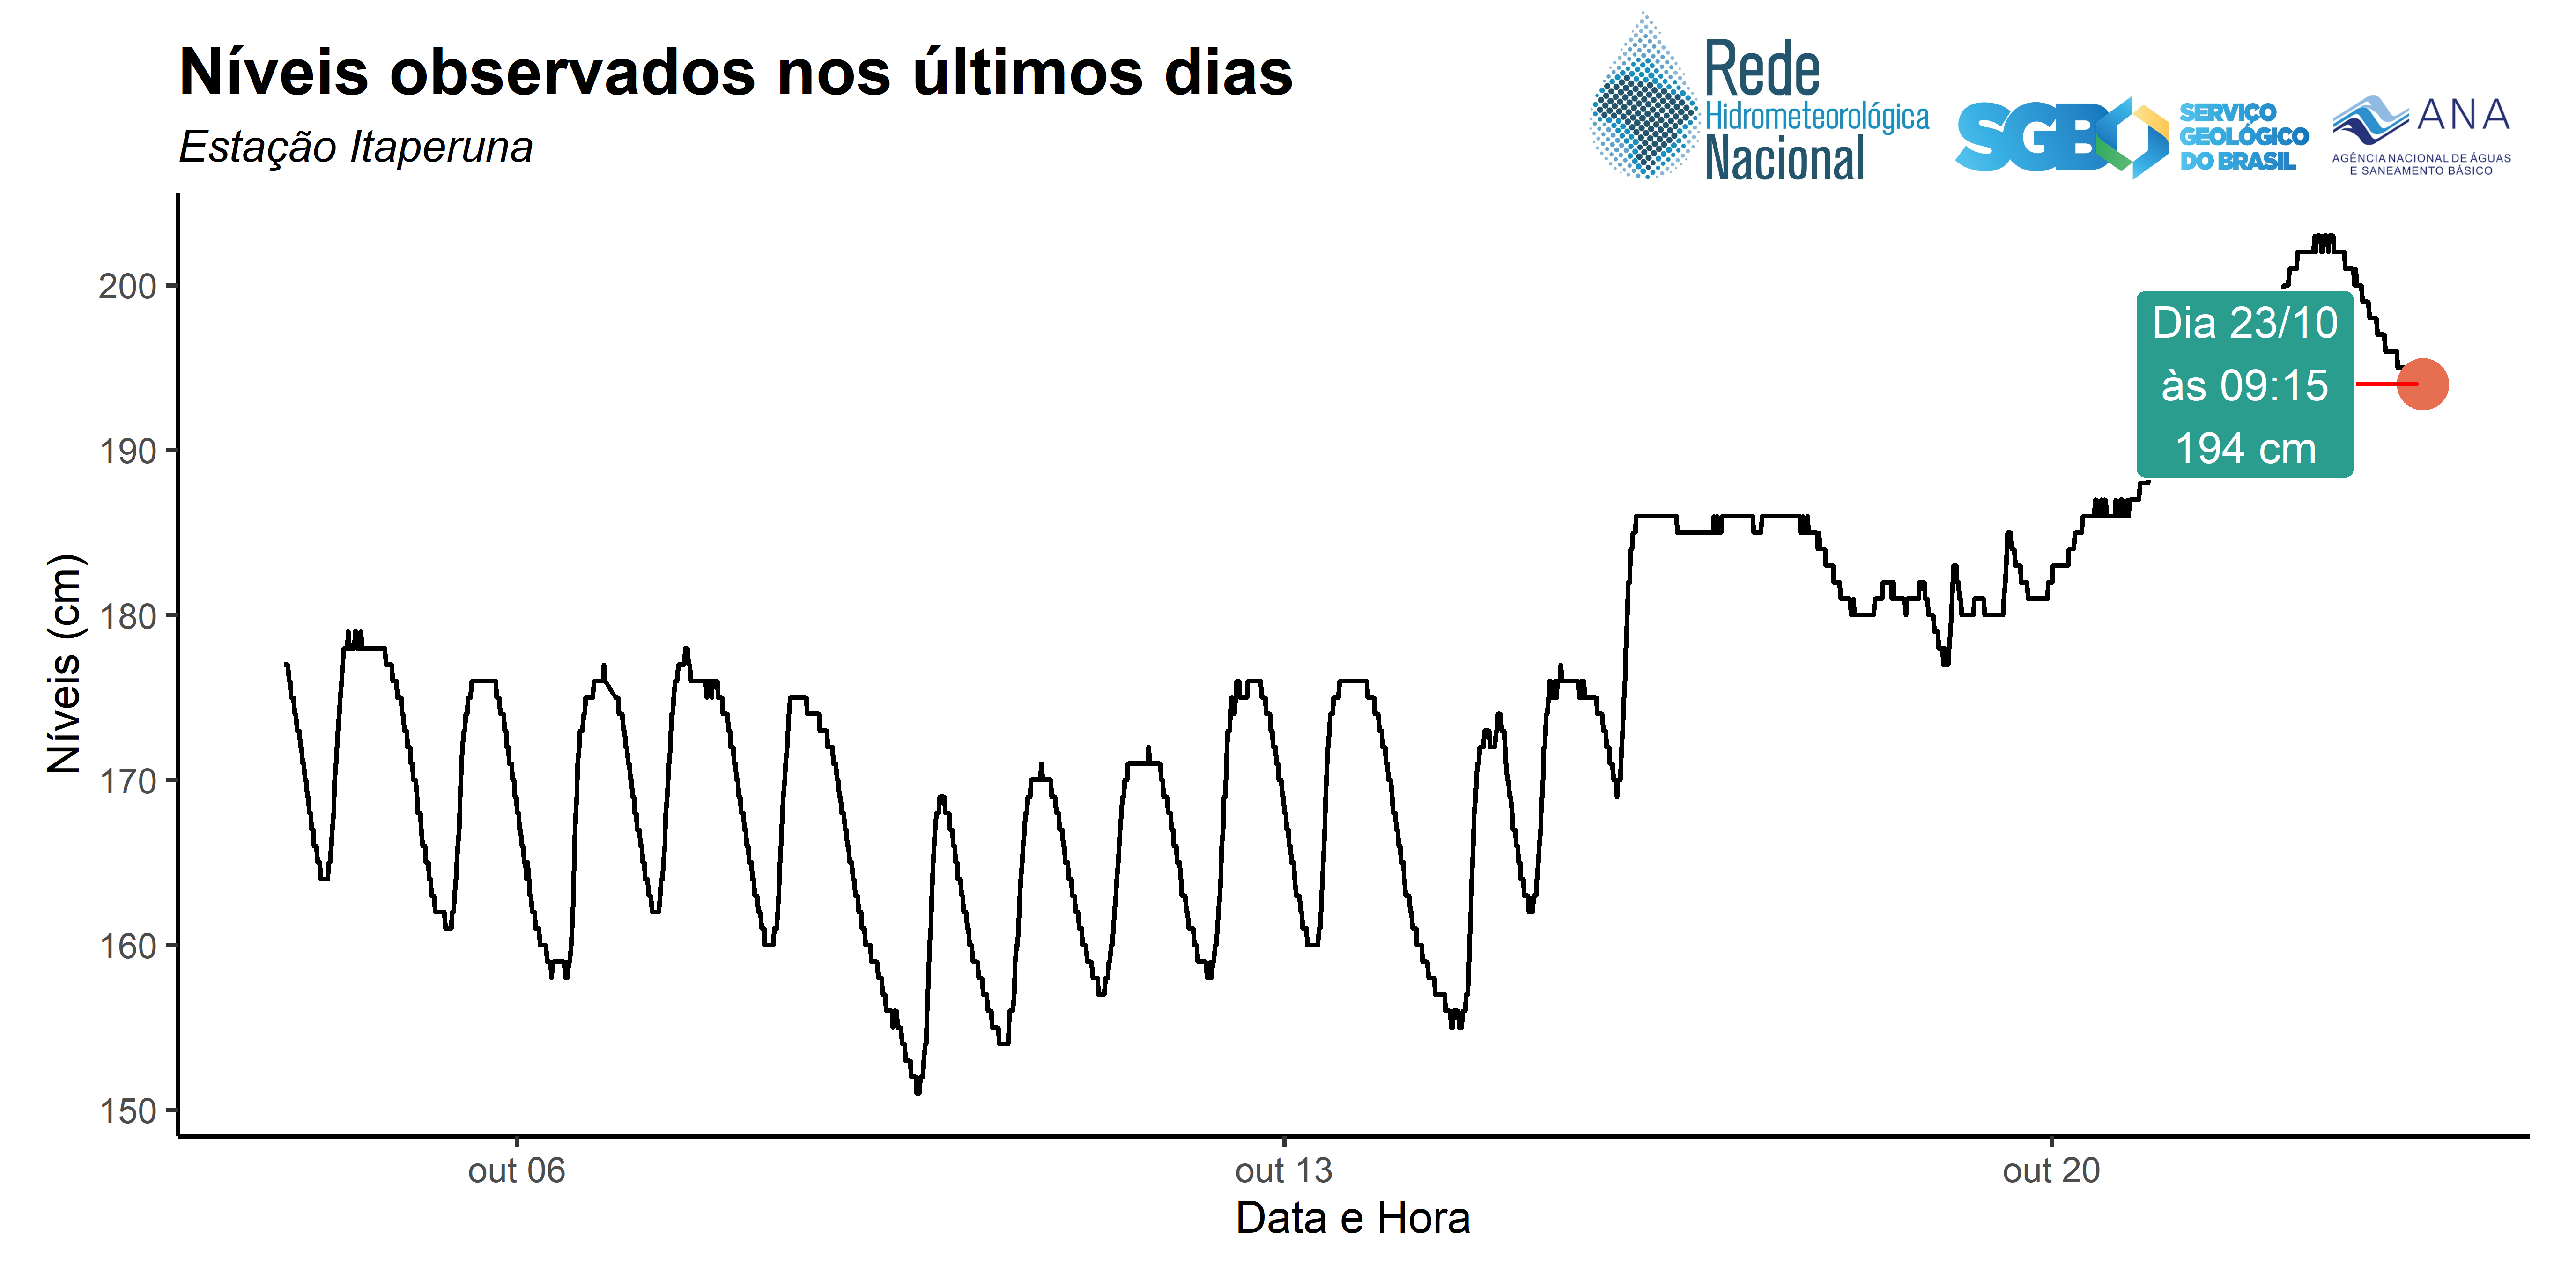 Níveis observados nos últimos dias
Estação Itaperuna
Rede
Hidrometeorológica
Nacional
SGB
SERVIÇO
GEOLÓGICO
DO BRASIL
ANA
AGÊNCIA NACIONAL DE ÁGUAS
E SANEAMENTO BÁSICO
Níveis (cm)
200
190
180
170
160
150
Dia 23/10
às 09:15
194 cm
out 06
out 13
out 20
Data e Hora